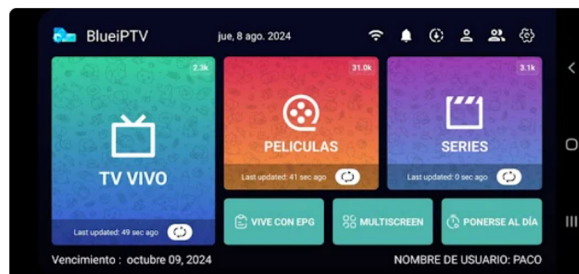 BlueiPTV
jue, 8 ago. 2024
2.3k
TV VIVO
Last updated: 49 sec ago
31.0k
PELICULAS
Last updated: 41 sec ago
3.1k
SERIES
Last updated: 0 sec ago
VIVE CON EPG
MULTISCREEN
PONERSE AL DÍA
Vencimiento : octubre 09, 2024
NOMBRE DE USUARIO: PACO